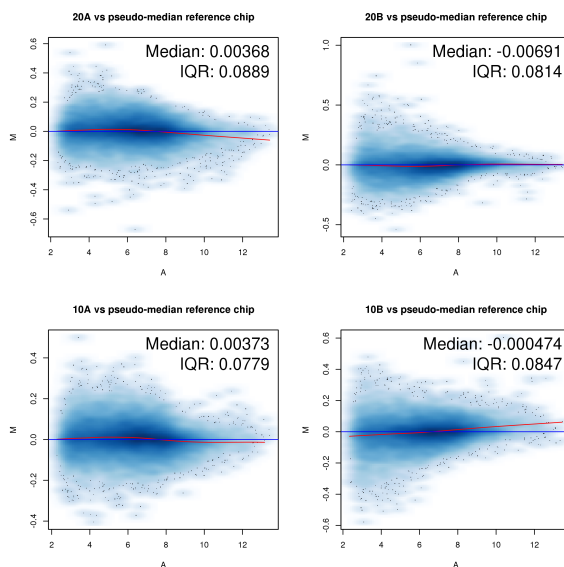 20A vs pseudo-median reference chip
Median: 0.00368
IQR: 0.0889
0.6
0.4
0.2
0.0
-0.2
-0.4
-0.6
M
2 4 6 8 10 12
A
20B vs pseudo-median reference chip
Median: -0.00691
IQR: 0.0814
1.0
0.5
0.0
-0.5
M
2 4 6 8 10 12
A
10A vs pseudo-median reference chip
Median: 0.00373
IQR: 0.0779
0.4
0.2
0.0
-0.2
-0.4
M
2 4 6 8 10 12
A
10B vs pseudo-median reference chip
Median: -0.000474
IQR: 0.0847
0.6
0.4
0.2
0.0
-0.2
-0.4
-0.6
M
2 4 6 8 10 12
A